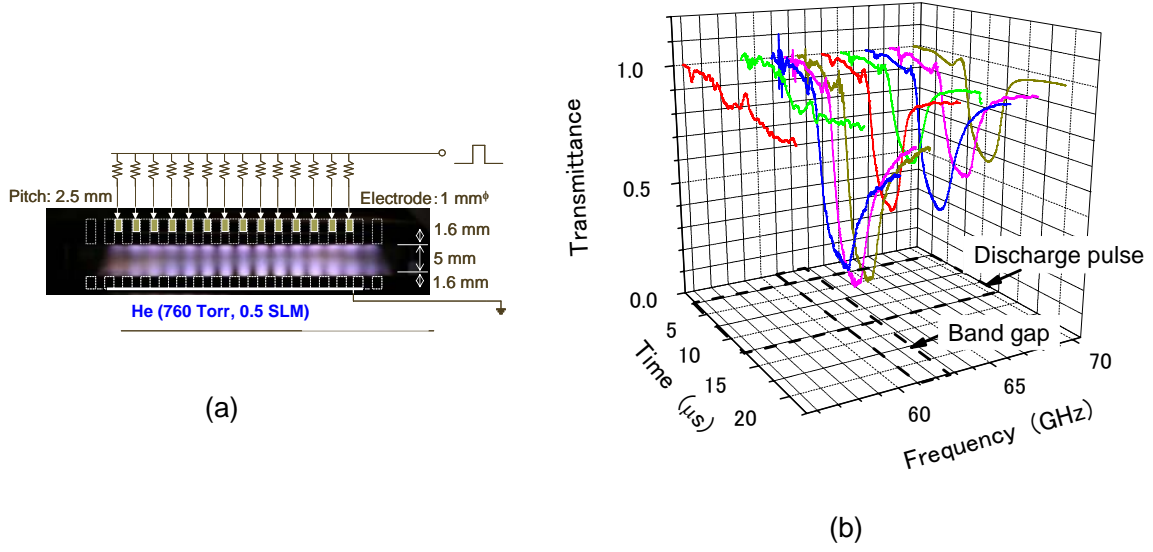 Pitch: 2.5 mm
Electrode: 1 mmφ
1.6 mm
5 mm
1.6 mm
He (760 Torr, 0.5 SLM)
(a)
Transmittance
1.0
0.5
0.0
5
10
15
20
Time (μs)
60
65
70
Frequency (GHz)
Discharge pulse
Band gap
(b)